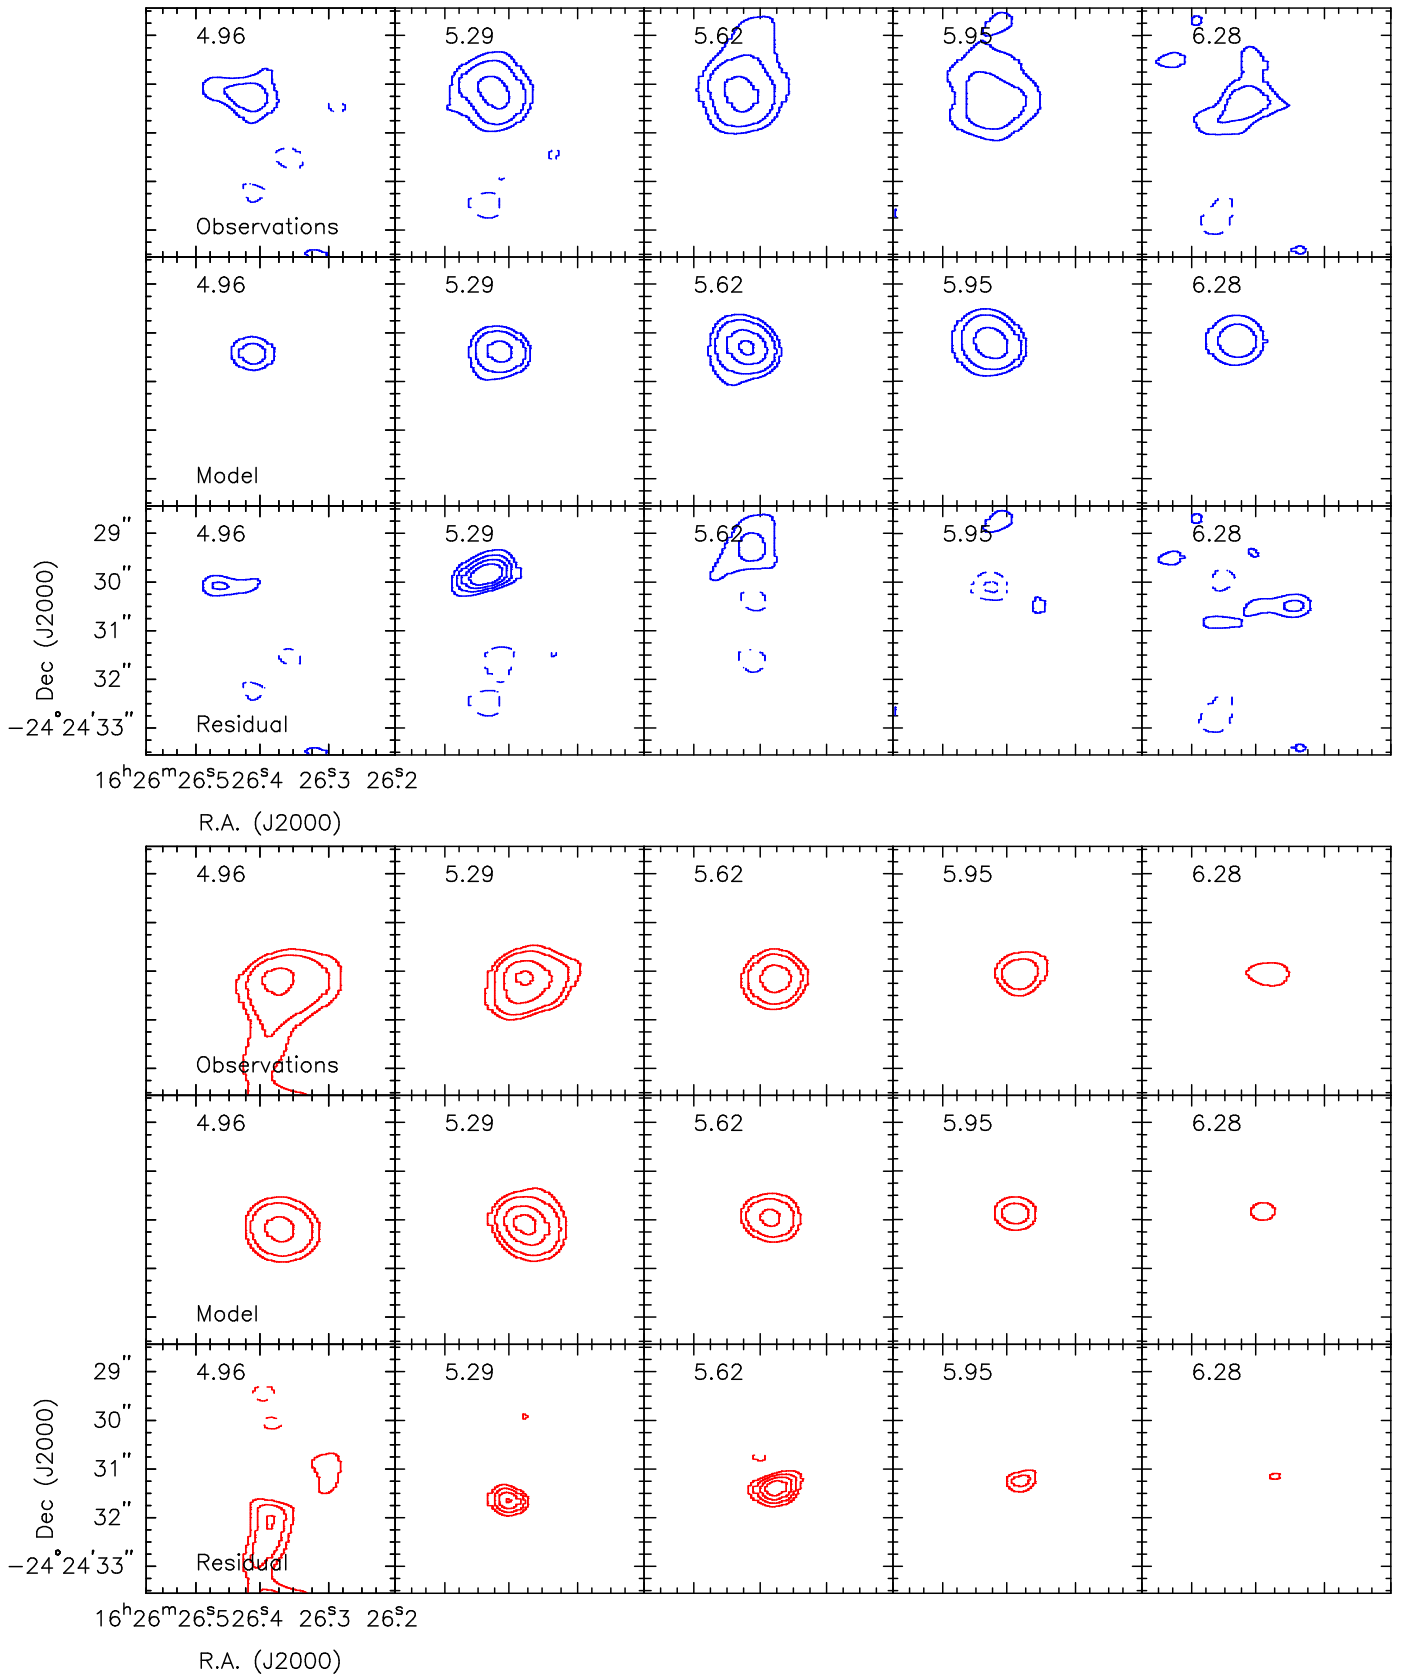 4.96 5.29 5.62 5.95 6.28
Observations
4.96 5.29 5.62 5.95 6.28
Model
4.96 5.29 5.62 5.95 6.28
29"
30"
31"
32"
−24°24'33"
Dec (J2000)
Residual
16h26m26s.5 26s.4 26s.3 26s.2
R.A. (J2000)
4.96 5.29 5.62 5.95 6.28
Observations
4.96 5.29 5.62 5.95 6.28
Model
4.96 5.29 5.62 5.95 6.28
29"
30"
31"
32"
−24°24'33"
Dec (J2000)
Residual
16h26m26s.5 26s.4 26s.3 26s.2
R.A. (J2000)